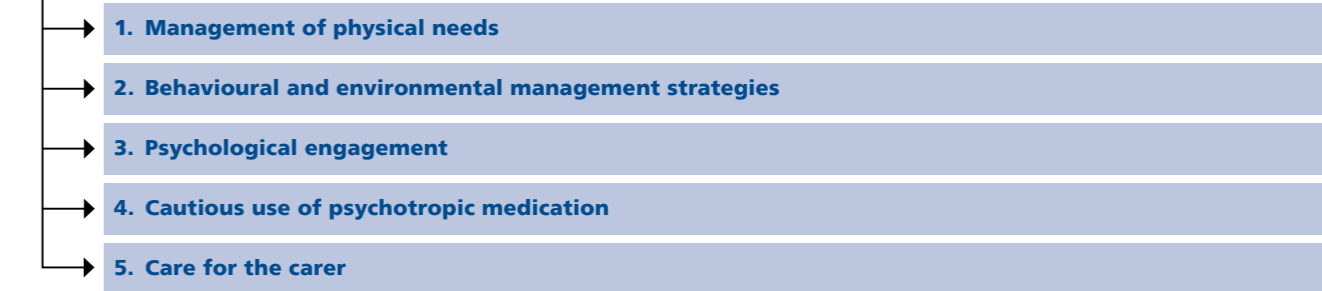 1. Management of physical needs
2. Behavioural and environmental management strategies
3. Psychological engagement
4. Cautious use of psychotropic medication
5. Care for the carer